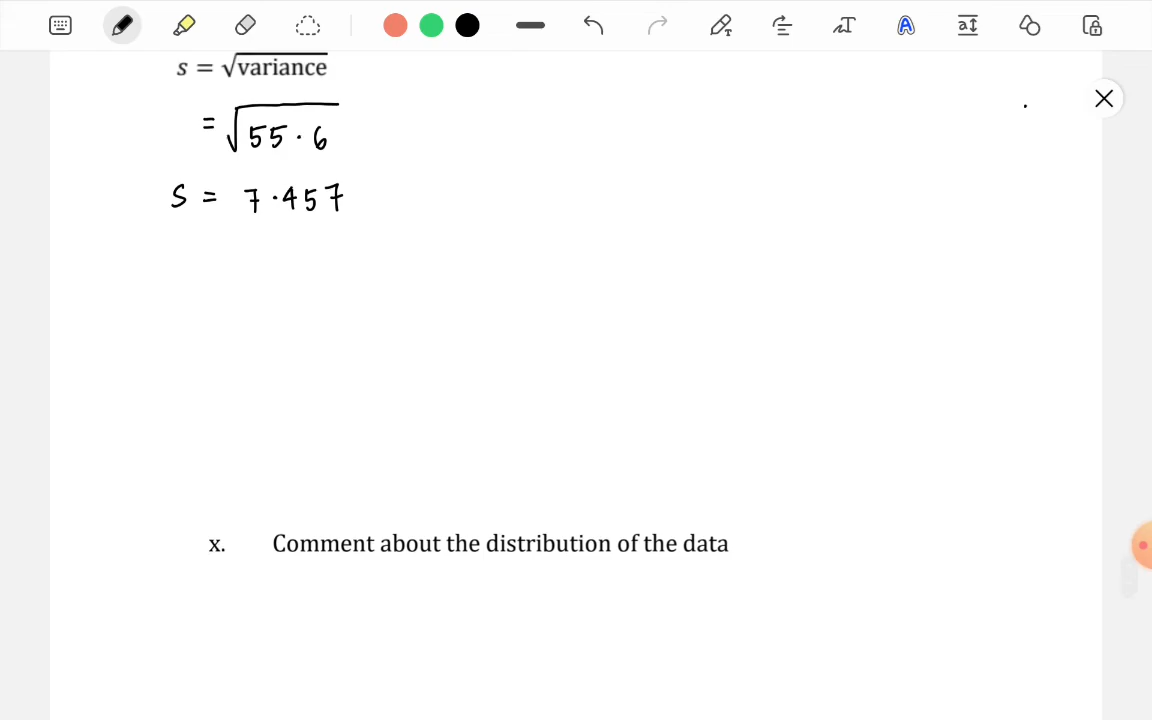 s = √variance
= √55.6
S = 7.457
x. Comment about the distribution of the data